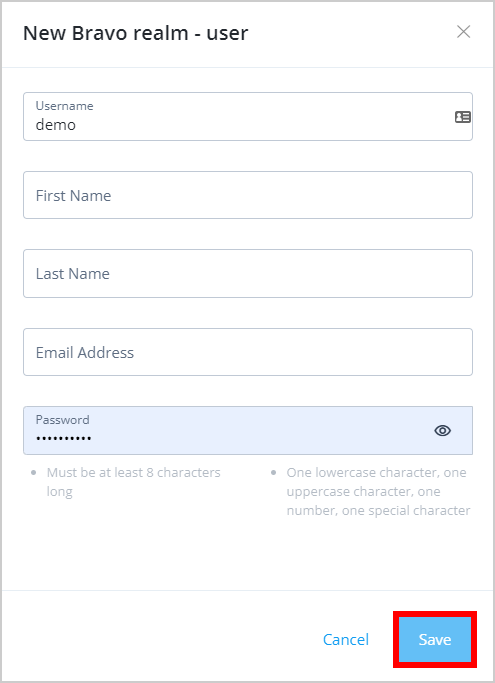 New Bravo realm - user
Username
demo
First Name
Last Name
Email Address
Password
••••••••••
Must be at least 8 characters
long
One lowercase character, one
uppercase character, one
number, one special character
Cancel
Save